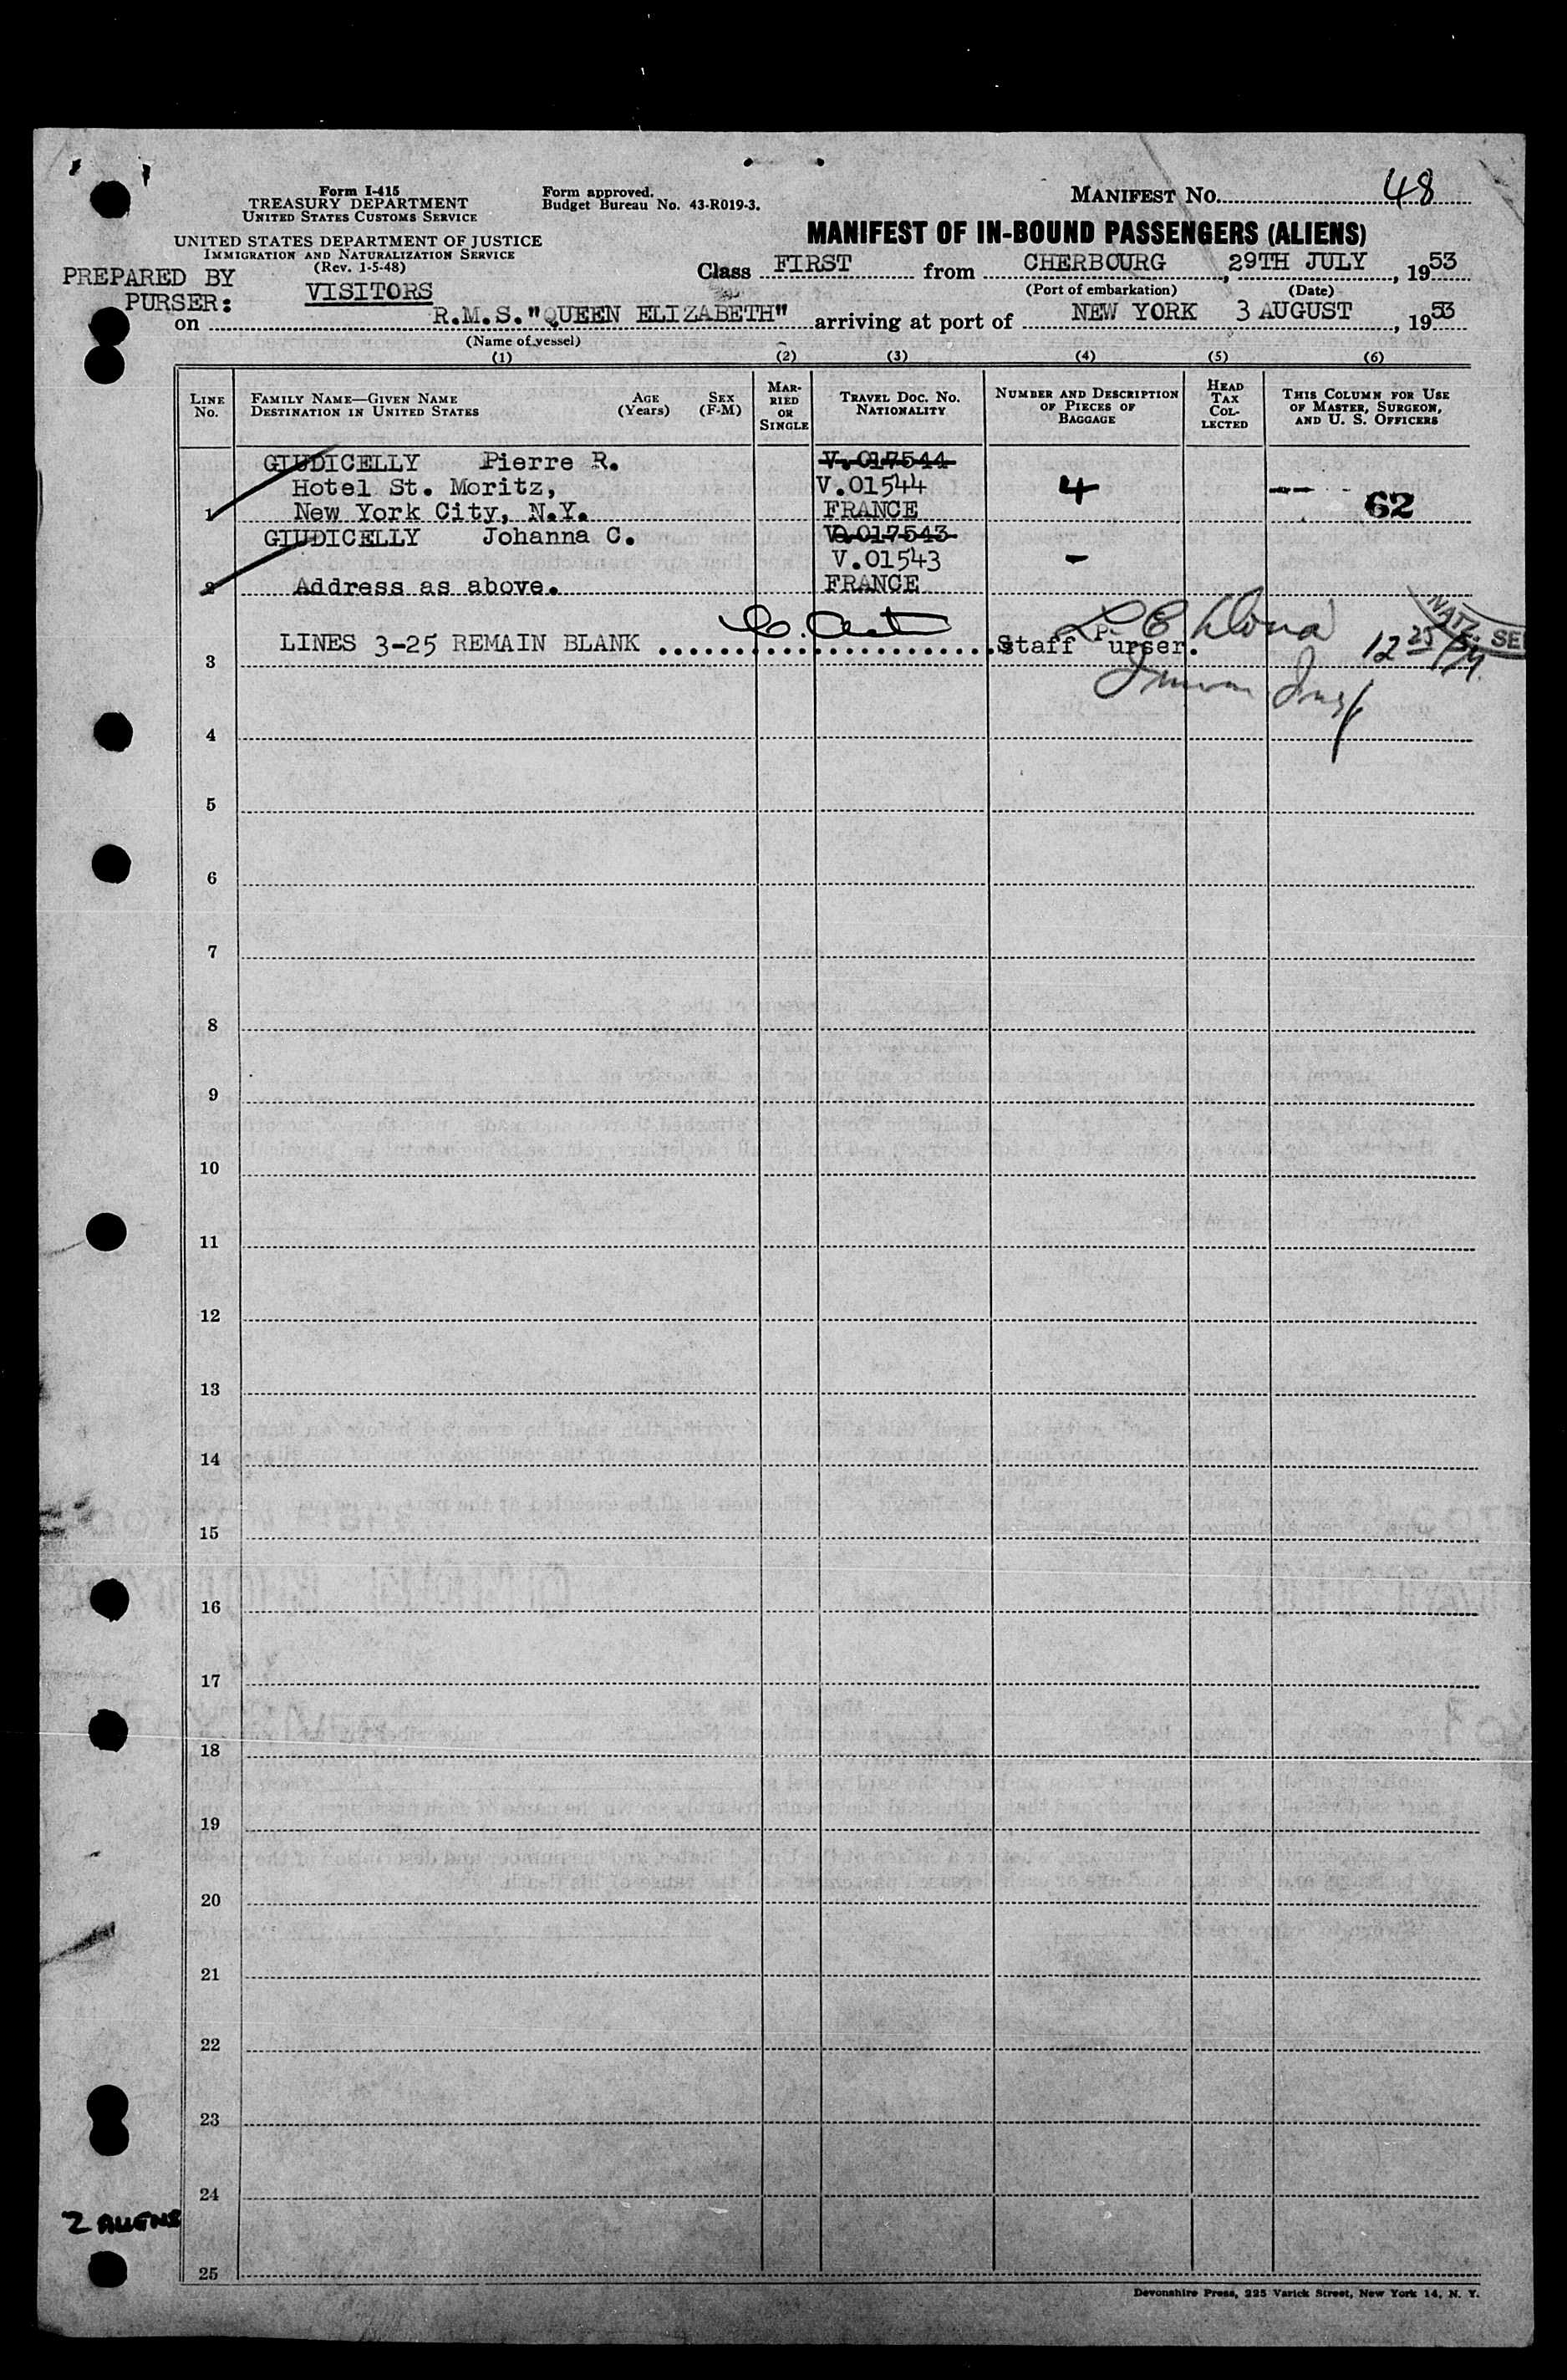 Form I-415
TREASURY DEPARTMENT
UNITED STATES CUSTOMS SERVICE
UNITED STATES DEPARTMENT OF JUSTICE
IMMIGRATION AND NATURALIZATION SERVICE
(Rev. 1-5-48)
Form approved.
Budget Bureau No. 43-R019-3.
MANIFEST NO. 48
MANIFEST OF IN-BOUND PASSENGERS (ALIENS)
PREPARED BY
PURSER:
VISITORS
Class FIRST from CHERBOURG, 29TH JULY, 1953
(Port of embarkation) (Date)
on R.M.S."QUEEN ELIZABETH" arriving at port of NEW YORK 3 AUGUST, 1953
(Name of vessel)
(1) (2) (3) (4) (5) (6)
LINE No. FAMILY NAME—GIVEN NAME DESTINATION IN UNITED STATES AGE (Years) SEX (F-M) MARRIED OR SINGLE TRAVEL DOC. NO. NATIONALITY NUMBER AND DESCRIPTION OF PIECES OF BAGGAGE HEAD TAX COLLECTED THIS COLUMN FOR USE OF MASTER, SURGEON, AND U. S. OFFICERS
GIUDICELLY Pierre R. V.017544
Hotel St. Moritz, V.01544 4 -- - 62
1 New York City, N.Y. FRANCE
GIUDICELLY Johanna C. V.017543
V.01543 -
2 Address as above. FRANCE
NATZ. SE
LINES 3-25 REMAIN BLANK ........................ Staff Purser.
3
4
5
6
7
8
9
10
11
12
13
14
15
16
17
18
19
20
21
22
23
24
2 ALIENS
25
Devonshire Press, 225 Varick Street, New York 14, N. Y.